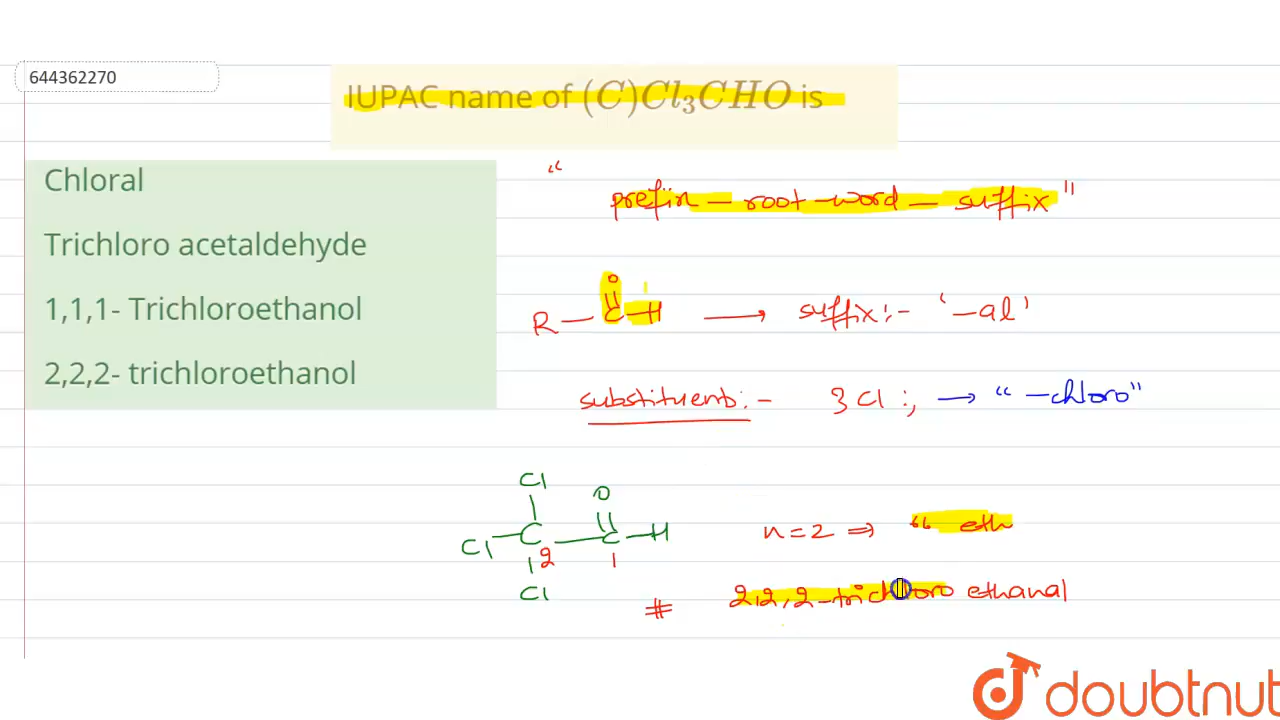 644362270
IUPAC name of (C)Cl₃CHO is
Chloral
Trichloro acetaldehyde
1,1,1- Trichloroethanol
2,2,2- trichloroethanol
"
prefix – root-word – suffix"
O
R – C – H ⟶ suffix:- '-al'
substituent:- 3 Cl :, → " -chloro"
Cl
O
Cl – C – C – H n = 2 ⇒ " eth
2 1
Cl
# 2,2,2-trichloro ethanal
doubtnut